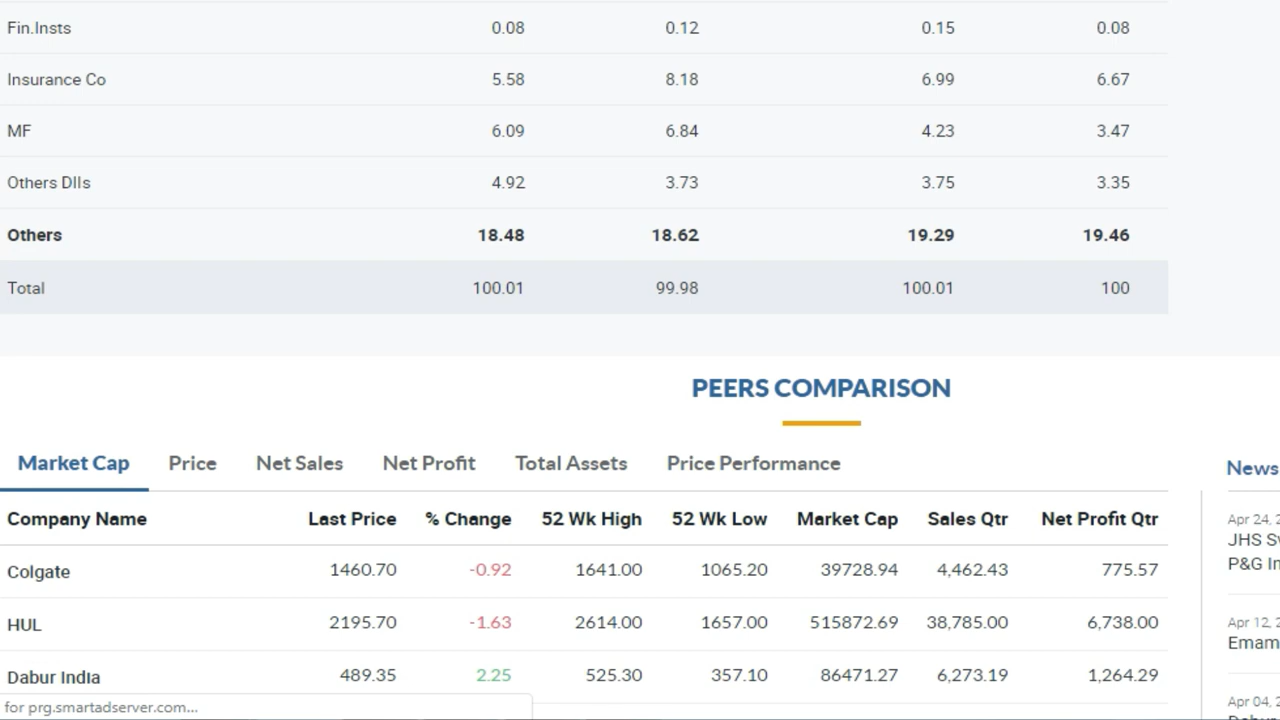 Fin.Insts 0.08 0.12 0.15 0.08
Insurance Co 5.58 8.18 6.99 6.67
MF 6.09 6.84 4.23 3.47
Others DIIs 4.92 3.73 3.75 3.35
Others 18.48 18.62 19.29 19.46
Total 100.01 99.98 100.01 100
PEERS COMPARISON
Market Cap Price Net Sales Net Profit Total Assets Price Performance
Company Name Last Price % Change 52 Wk High 52 Wk Low Market Cap Sales Qtr Net Profit Qtr
Colgate 1460.70 -0.92 1641.00 1065.20 39728.94 4,462.43 775.57
HUL 2195.70 -1.63 2614.00 1657.00 515872.69 38,785.00 6,738.00
Dabur India 489.35 2.25 525.30 357.10 86471.27 6,273.19 1,264.29
for prg.smartadserver.com...
News
Apr 24, 2
JHS Sw
P&G In
Apr 12, 2
Emam
Apr 04, 2